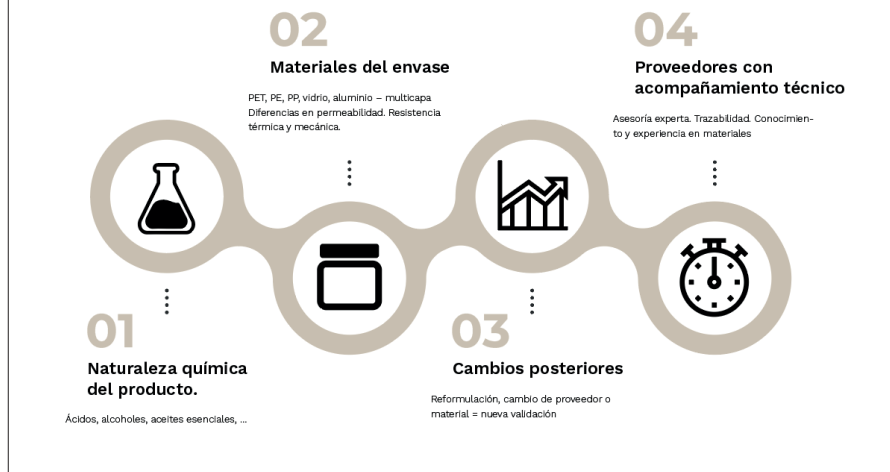 01
Naturaleza química
del producto.
Ácidos, alcoholes, aceites esenciales, ...
02
Materiales del envase
PET, PE, PP, vidrio, aluminio – multicapa
Diferencias en permeabilidad. Resistencia
térmica y mecánica.
03
Cambios posteriores
Reformulación, cambio de proveedor o
material = nueva validación
04
Proveedores con
acompañamiento técnico
Asesoría experta. Trazabilidad. Conocimien-
to y experiencia en materiales